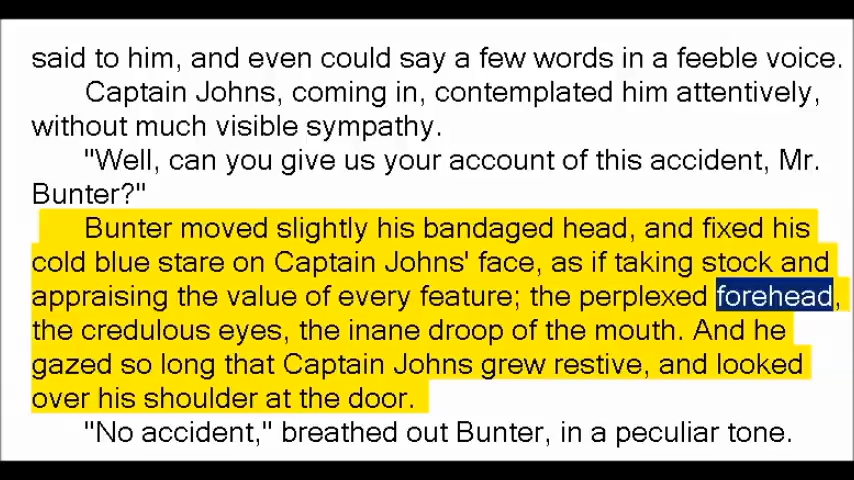 said to him, and even could say a few words in a feeble voice.
Captain Johns, coming in, contemplated him attentively,
without much visible sympathy.
"Well, can you give us your account of this accident, Mr.
Bunter?"
Bunter moved slightly his bandaged head, and fixed his
cold blue stare on Captain Johns' face, as if taking stock and
appraising the value of every feature; the perplexed forehead,
the credulous eyes, the inane droop of the mouth. And he
gazed so long that Captain Johns grew restive, and looked
over his shoulder at the door.
"No accident," breathed out Bunter, in a peculiar tone.